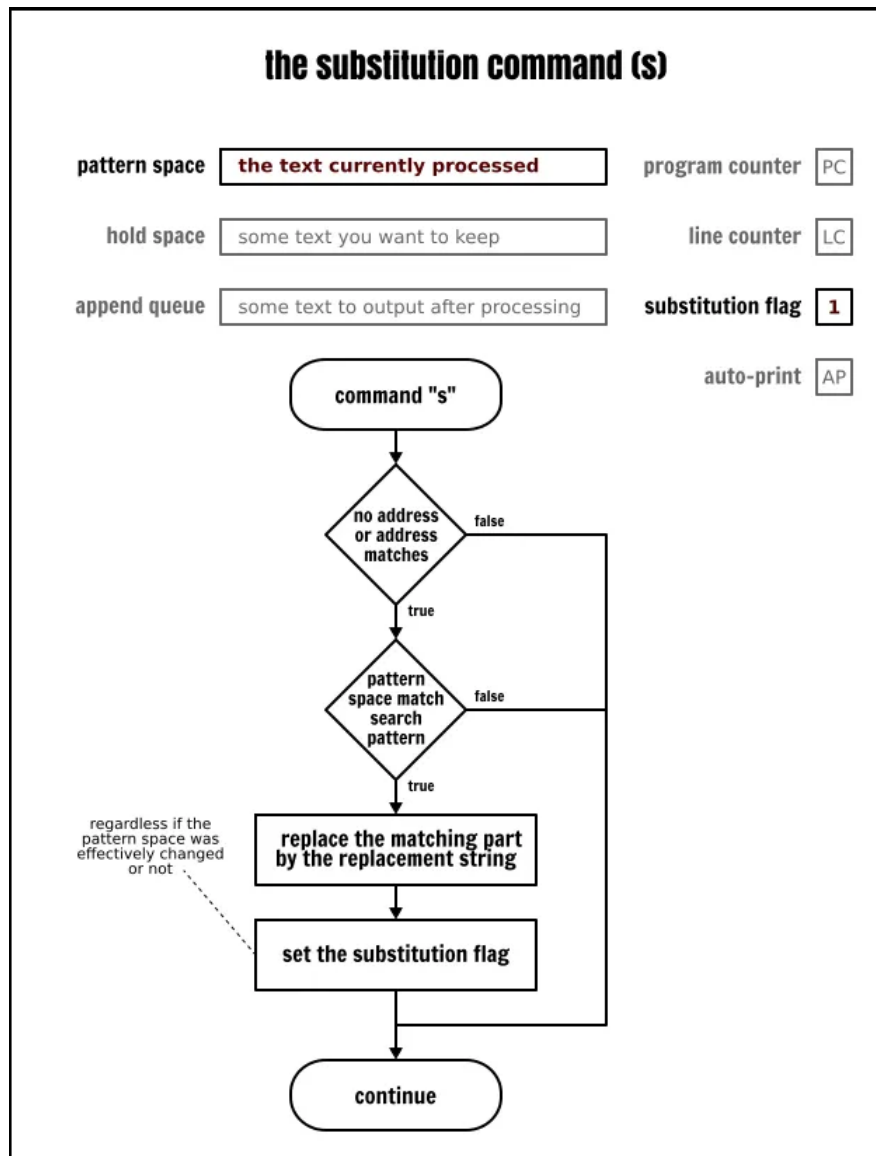 the substitution command (s)
pattern space
the text currently processed
program counter
PC
hold space
some text you want to keep
line counter
LC
append queue
some text to output after processing
substitution flag
1
auto-print
AP
command "s"
no address
or address
matches
false
true
pattern
space match
search
pattern
false
true
replace the matching part
by the replacement string
regardless if the
pattern space was
effectively changed
or not
set the substitution flag
continue